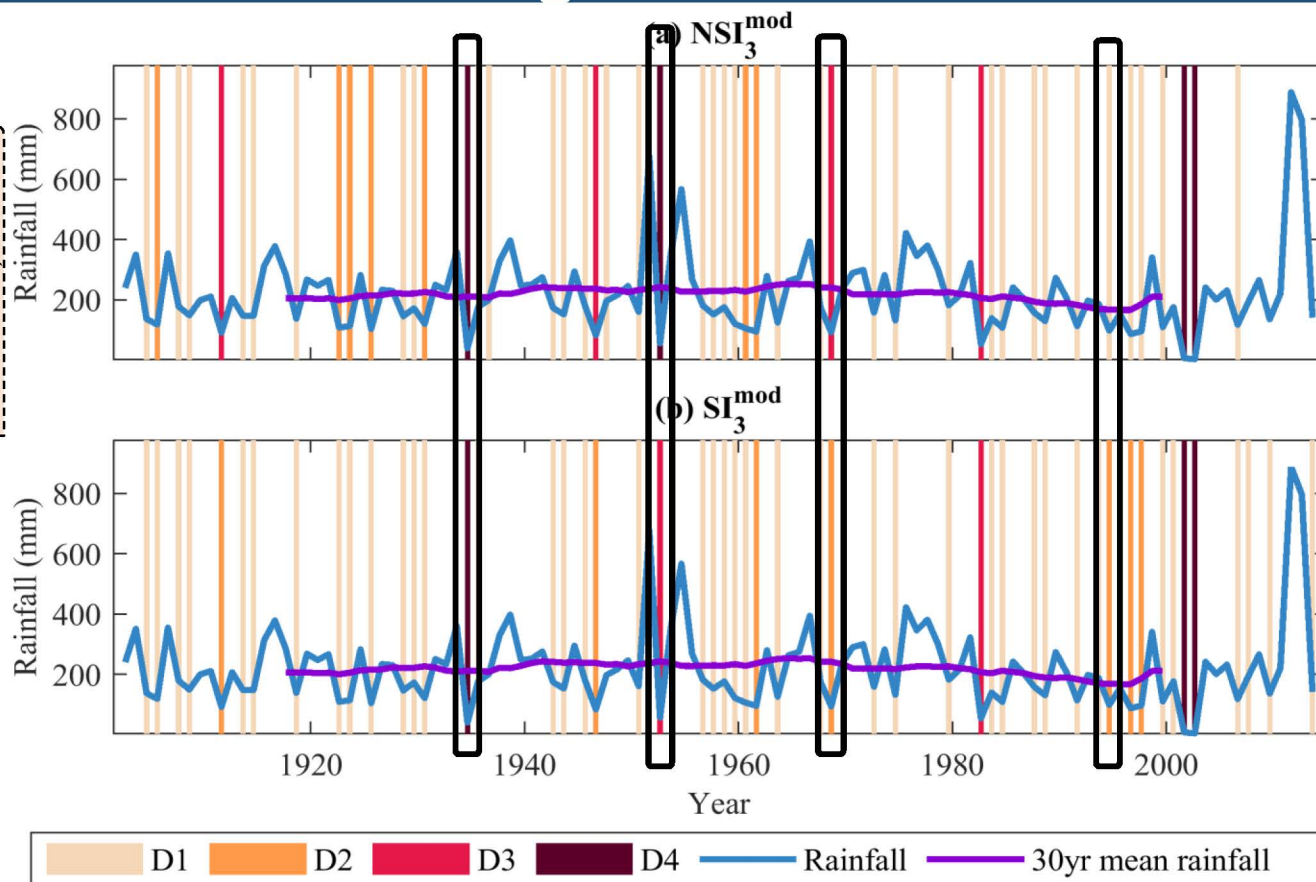 (a) NSI₃ᵐᵒᵈ
Rainfall (mm)
800
600
400
200
(b) SI₃ᵐᵒᵈ
Rainfall (mm)
800
600
400
200
1920 1940 1960 1980 2000
Year
D1 D2 D3 D4 Rainfall 30yr mean rainfall